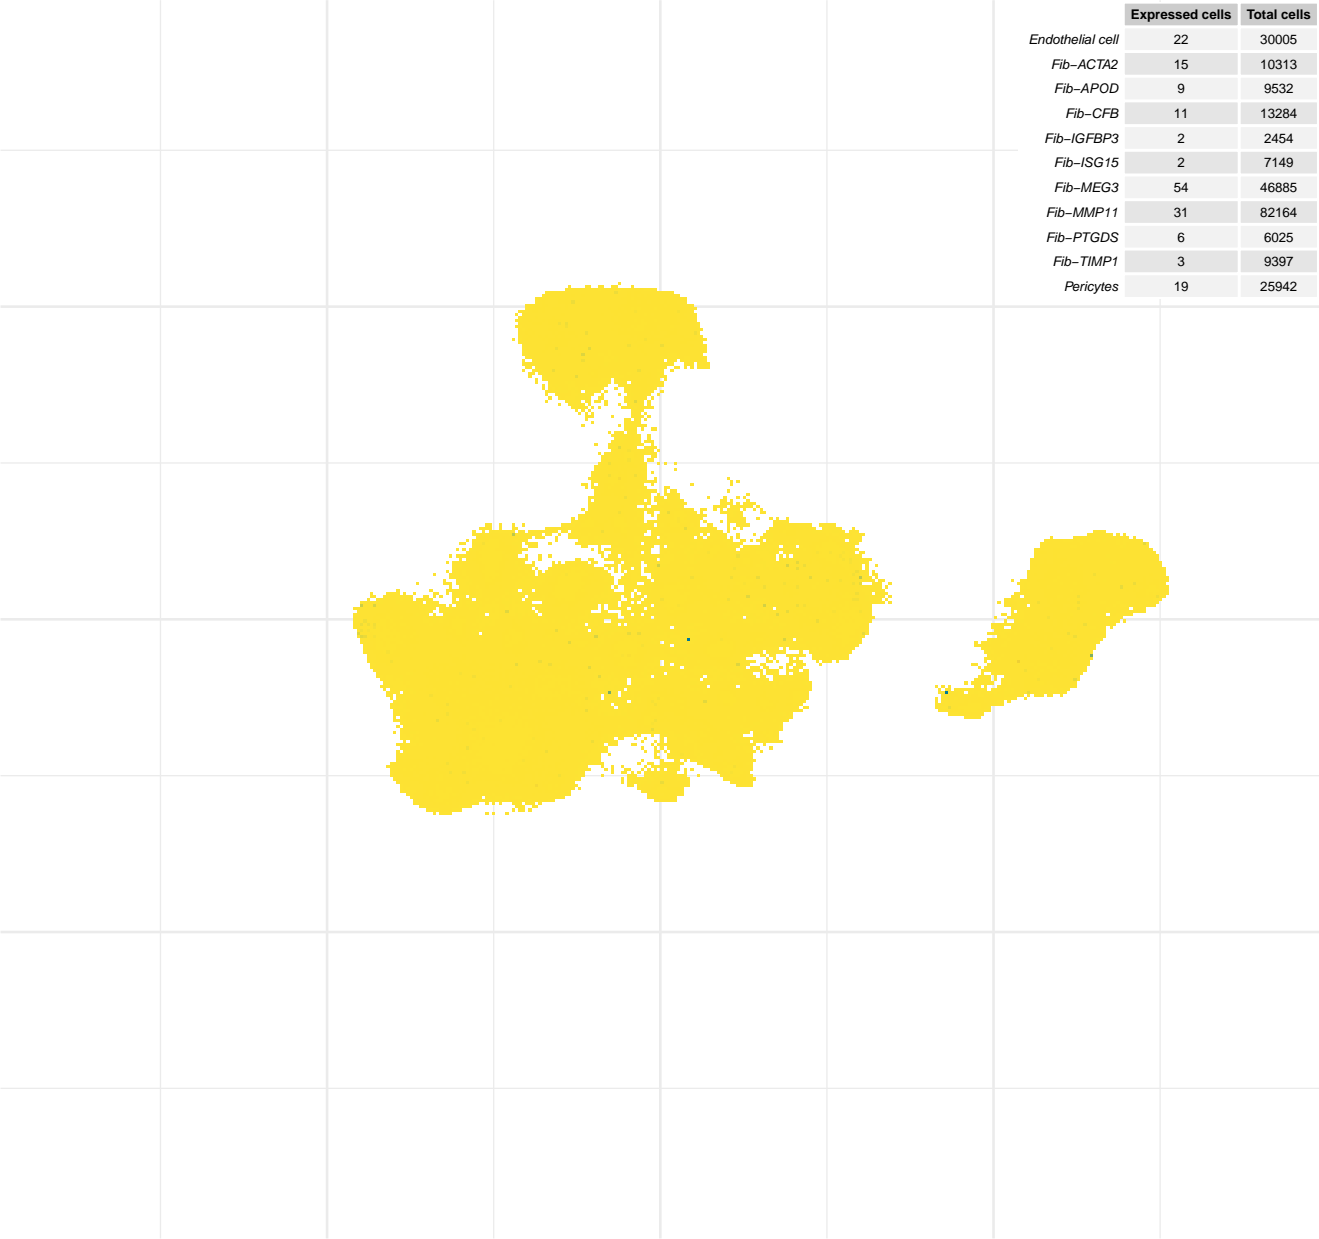 Expressed cells Total cells
Endothelial cell 22 30005
Fib−ACTA2 15 10313
Fib−APOD 9 9532
Fib−CFB 11 13284
Fib−IGFBP3 2 2454
Fib−ISG15 2 7149
Fib−MEG3 54 46885
Fib−MMP11 31 82164
Fib−PTGDS 6 6025
Fib−TIMP1 3 9397
Pericytes 19 25942